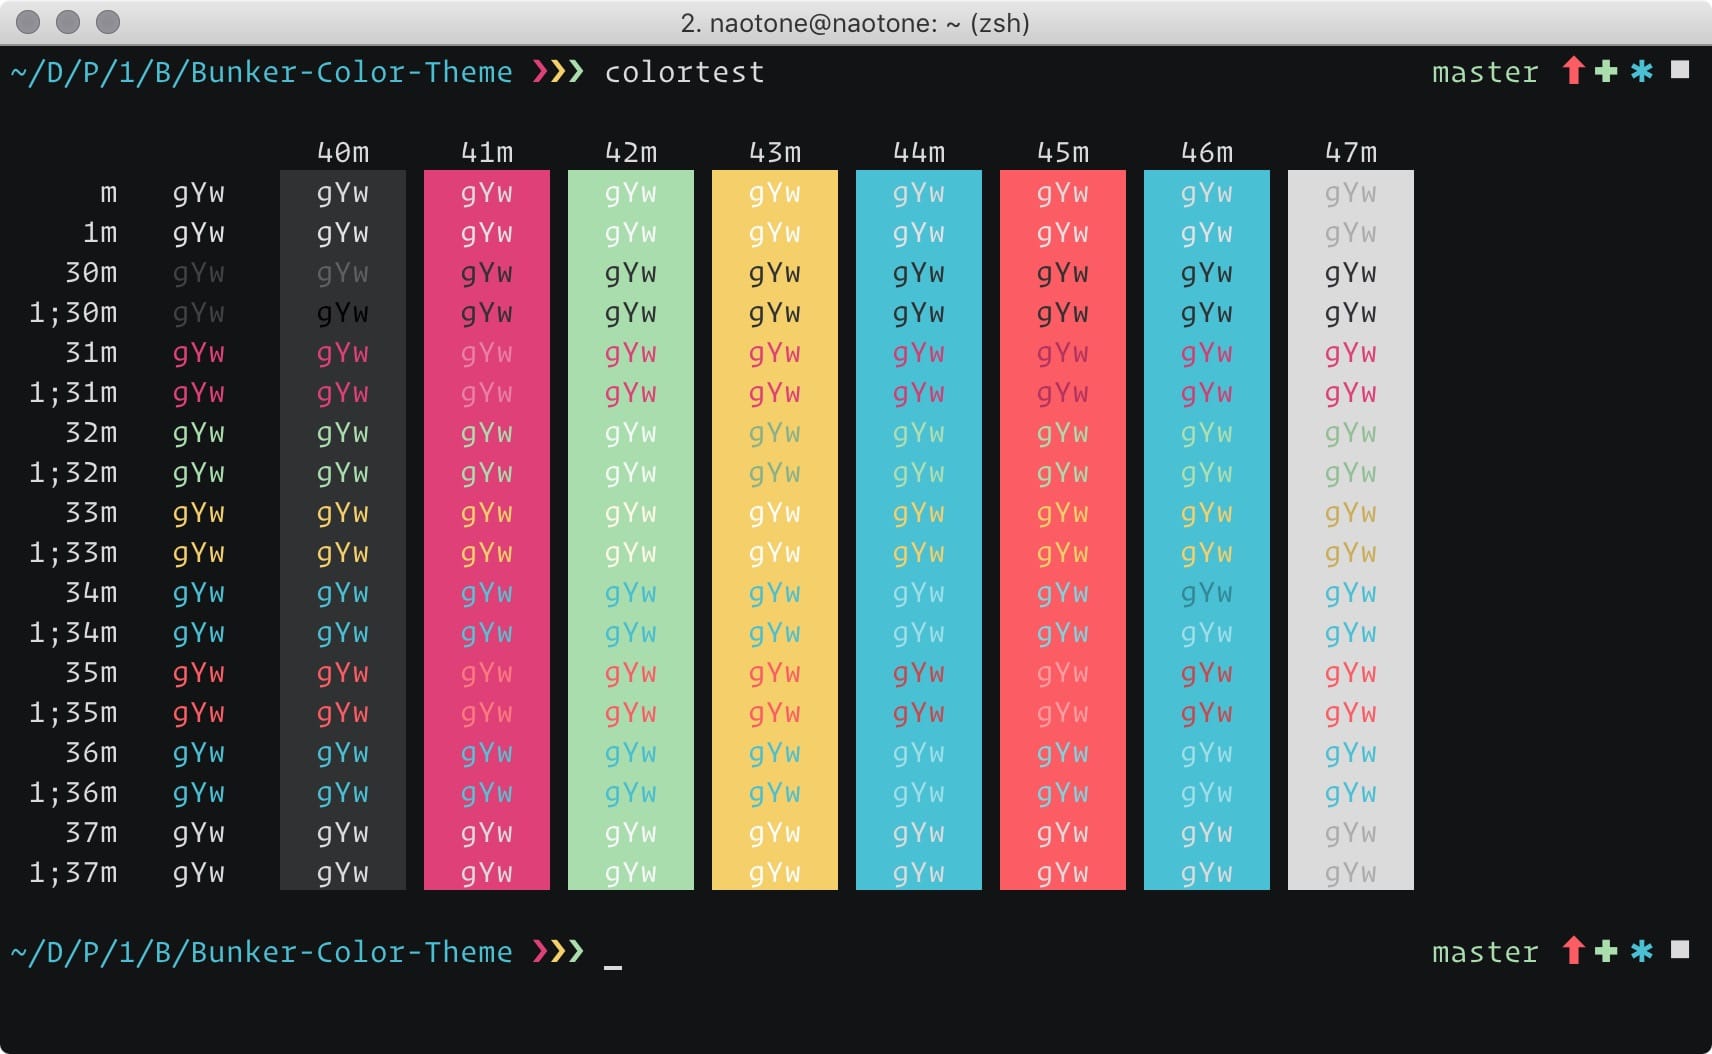 2. naotone@naotone: ~ (zsh)
~/D/P/1/B/Bunker-Color-Theme ❯❯❯ colortest master ⬆ ✚ ✱ ◼
40m 41m 42m 43m 44m 45m 46m 47m
m gYw gYw gYw gYw gYw gYw gYw gYw gYw
1m gYw gYw gYw gYw gYw gYw gYw gYw gYw
30m gYw gYw gYw gYw gYw gYw gYw gYw gYw
1;30m gYw gYw gYw gYw gYw gYw gYw gYw gYw
31m gYw gYw gYw gYw gYw gYw gYw gYw gYw
1;31m gYw gYw gYw gYw gYw gYw gYw gYw gYw
32m gYw gYw gYw gYw gYw gYw gYw gYw gYw
1;32m gYw gYw gYw gYw gYw gYw gYw gYw gYw
33m gYw gYw gYw gYw gYw gYw gYw gYw gYw
1;33m gYw gYw gYw gYw gYw gYw gYw gYw gYw
34m gYw gYw gYw gYw gYw gYw gYw gYw gYw
1;34m gYw gYw gYw gYw gYw gYw gYw gYw gYw
35m gYw gYw gYw gYw gYw gYw gYw gYw gYw
1;35m gYw gYw gYw gYw gYw gYw gYw gYw gYw
36m gYw gYw gYw gYw gYw gYw gYw gYw gYw
1;36m gYw gYw gYw gYw gYw gYw gYw gYw gYw
37m gYw gYw gYw gYw gYw gYw gYw gYw gYw
1;37m gYw gYw gYw gYw gYw gYw gYw gYw gYw
~/D/P/1/B/Bunker-Color-Theme ❯❯❯ _ master ⬆ ✚ ✱ ◼